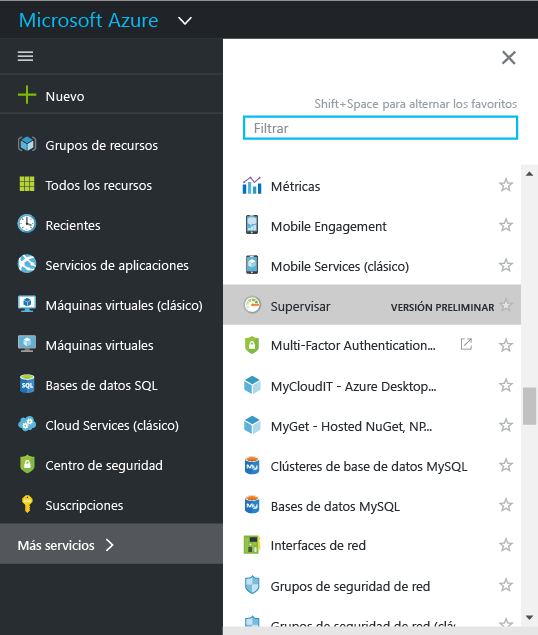 Microsoft Azure
Nuevo
Grupos de recursos
Todos los recursos
Recientes
Servicios de aplicaciones
Máquinas virtuales (clásico)
Máquinas virtuales
Bases de datos SQL
Cloud Services (clásico)
Centro de seguridad
Suscripciones
Más servicios
Shift+Space para alternar los favoritos
Filtrar
Métricas
Mobile Engagement
Mobile Services (clásico)
Supervisar VERSIÓN PRELIMINAR
Multi-Factor Authentication...
MyCloudIT - Azure Desktop...
MyGet - Hosted NuGet, NP...
Clústeres de base de datos MySQL
Bases de datos MySQL
Interfaces de red
Grupos de seguridad de red
Grupos de seguridad de red (clás